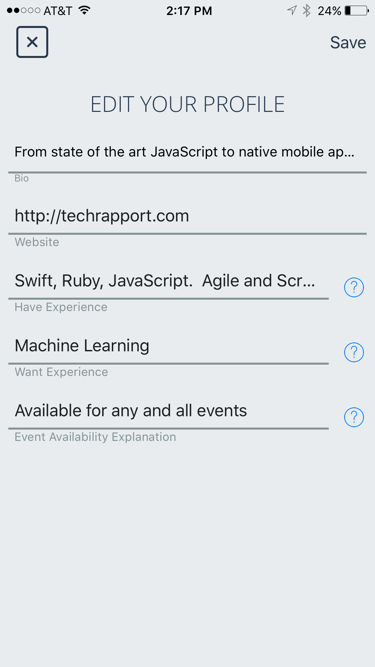 AT&T 2:17 PM 24%
Save
EDIT YOUR PROFILE
From state of the art JavaScript to native mobile ap...
Bio
http://techrapport.com
Website
Swift, Ruby, JavaScript.  Agile and Scr...
?
Have Experience
Machine Learning
?
Want Experience
Available for any and all events
?
Event Availability Explanation